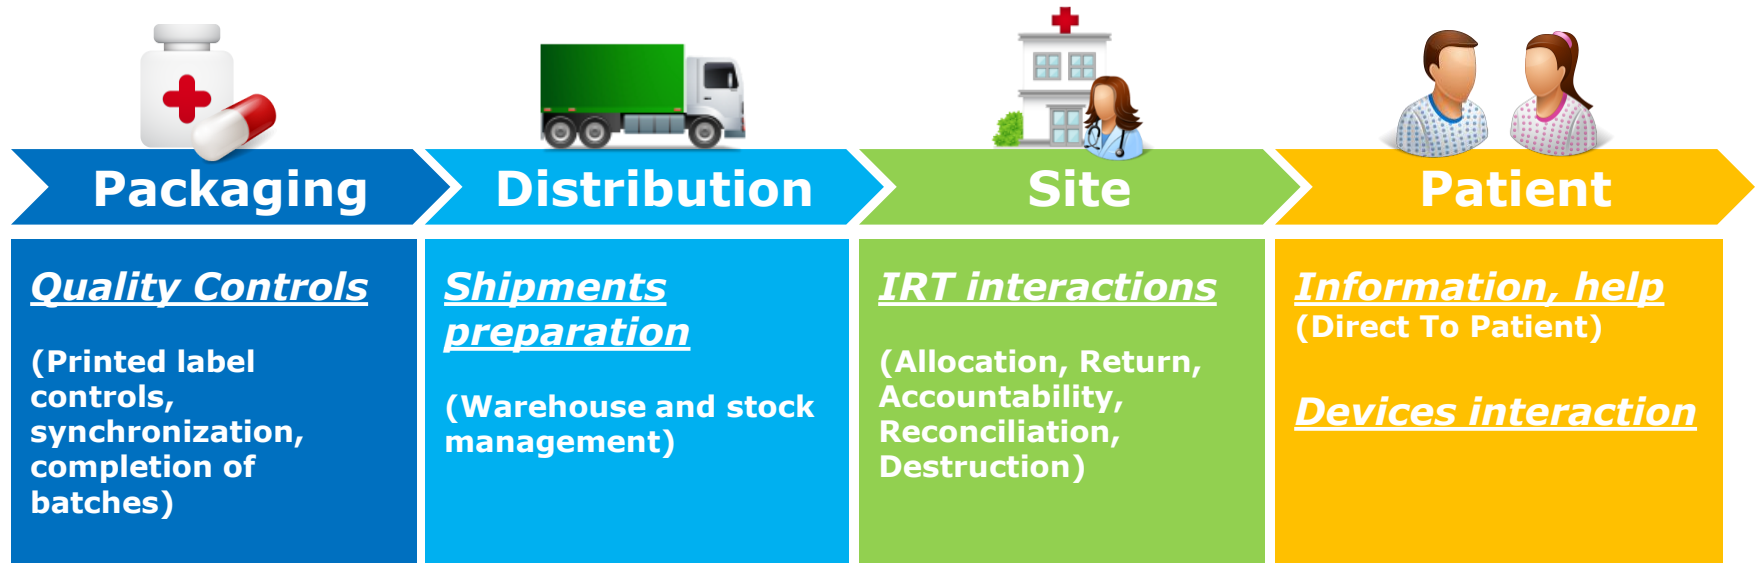 Packaging
Distribution
Site
Patient
Quality Controls
(Printed label
controls,
synchronization,
completion of
batches)
Shipments
preparation
(Warehouse and stock
management)
IRT interactions
(Allocation, Return,
Accountability,
Reconciliation,
Destruction)
Information, help
(Direct To Patient)
Devices interaction